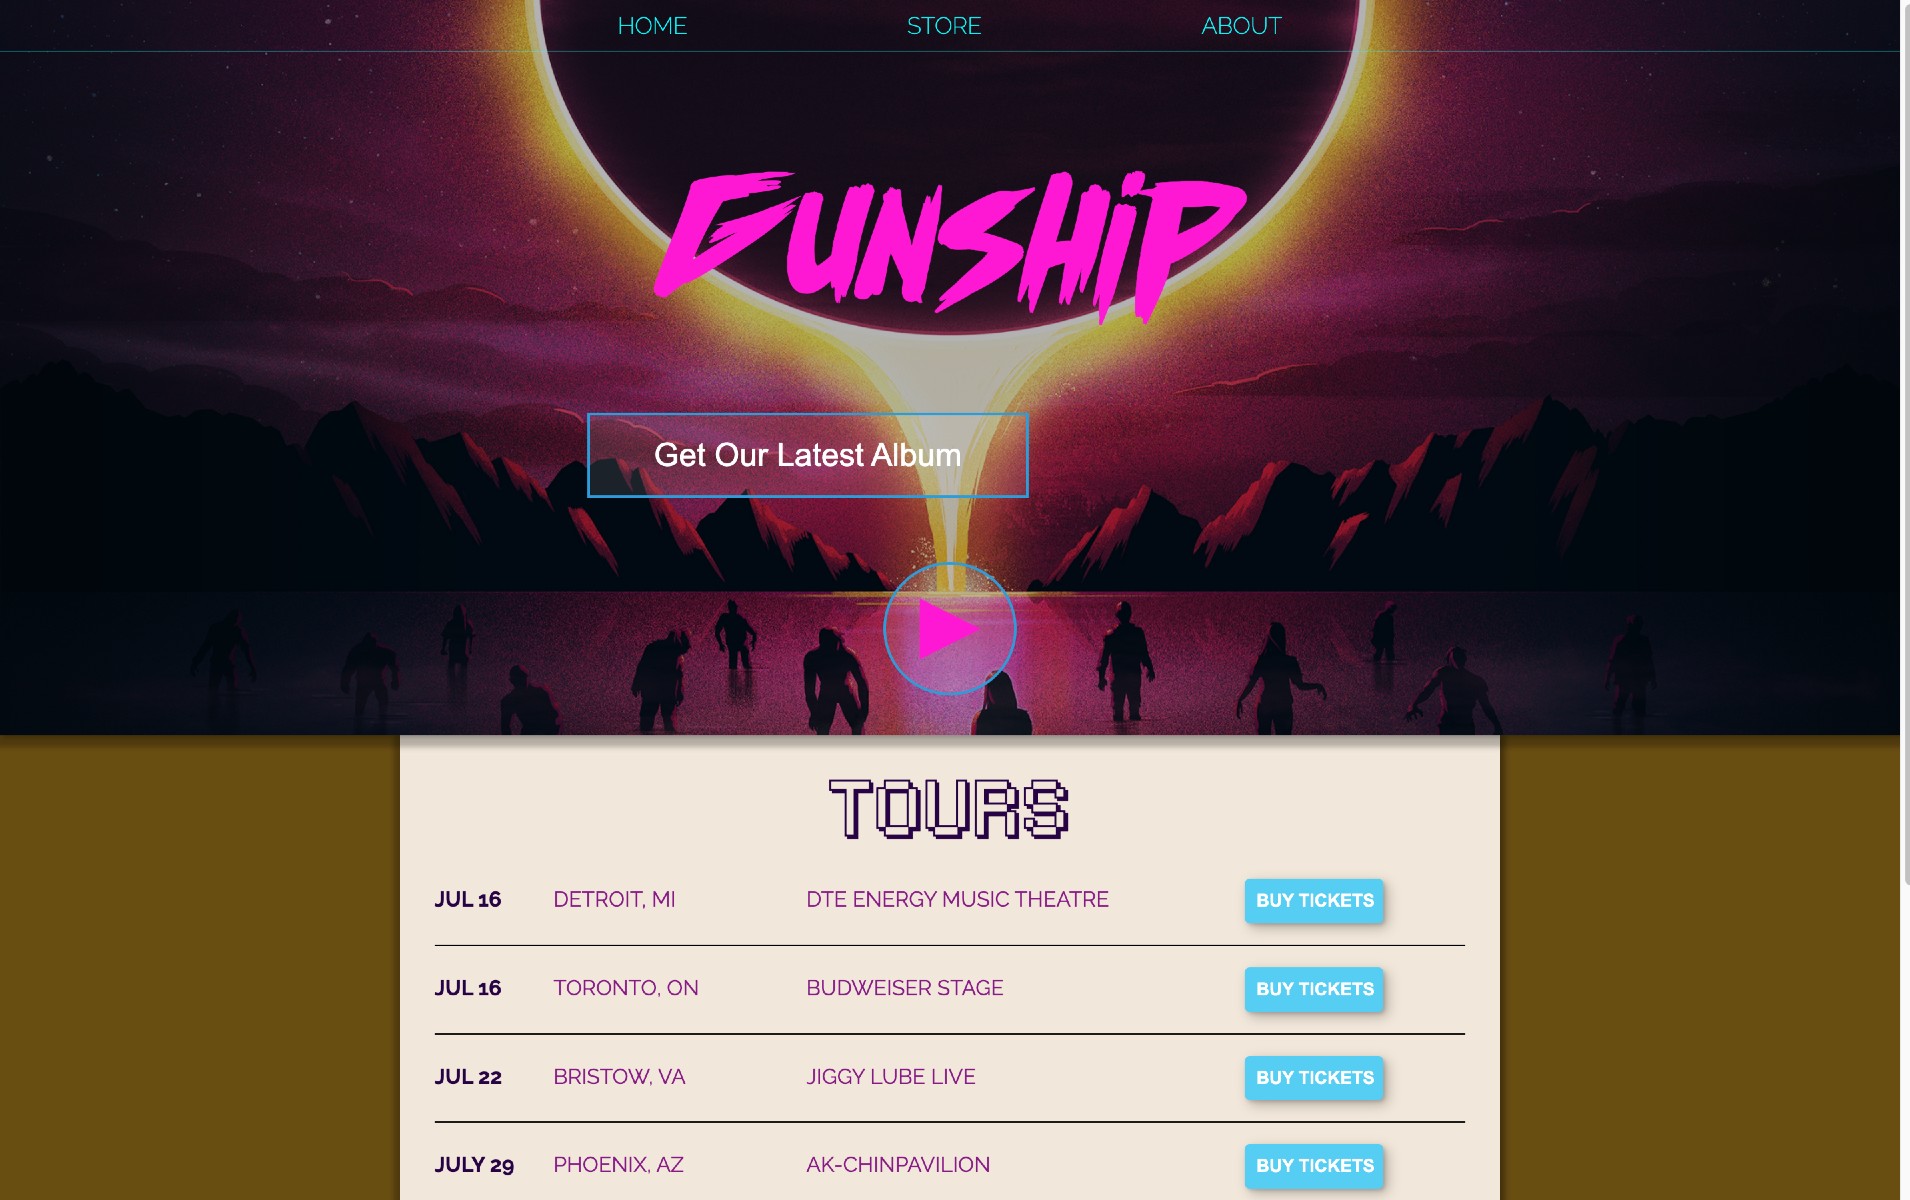 HOME STORE ABOUT
GUNSHIP
Get Our Latest Album
TOURS
JUL 16 DETROIT, MI DTE ENERGY MUSIC THEATRE BUY TICKETS
JUL 16 TORONTO, ON BUDWEISER STAGE BUY TICKETS
JUL 22 BRISTOW, VA JIGGY LUBE LIVE BUY TICKETS
JULY 29 PHOENIX, AZ AK-CHINPAVILION BUY TICKETS